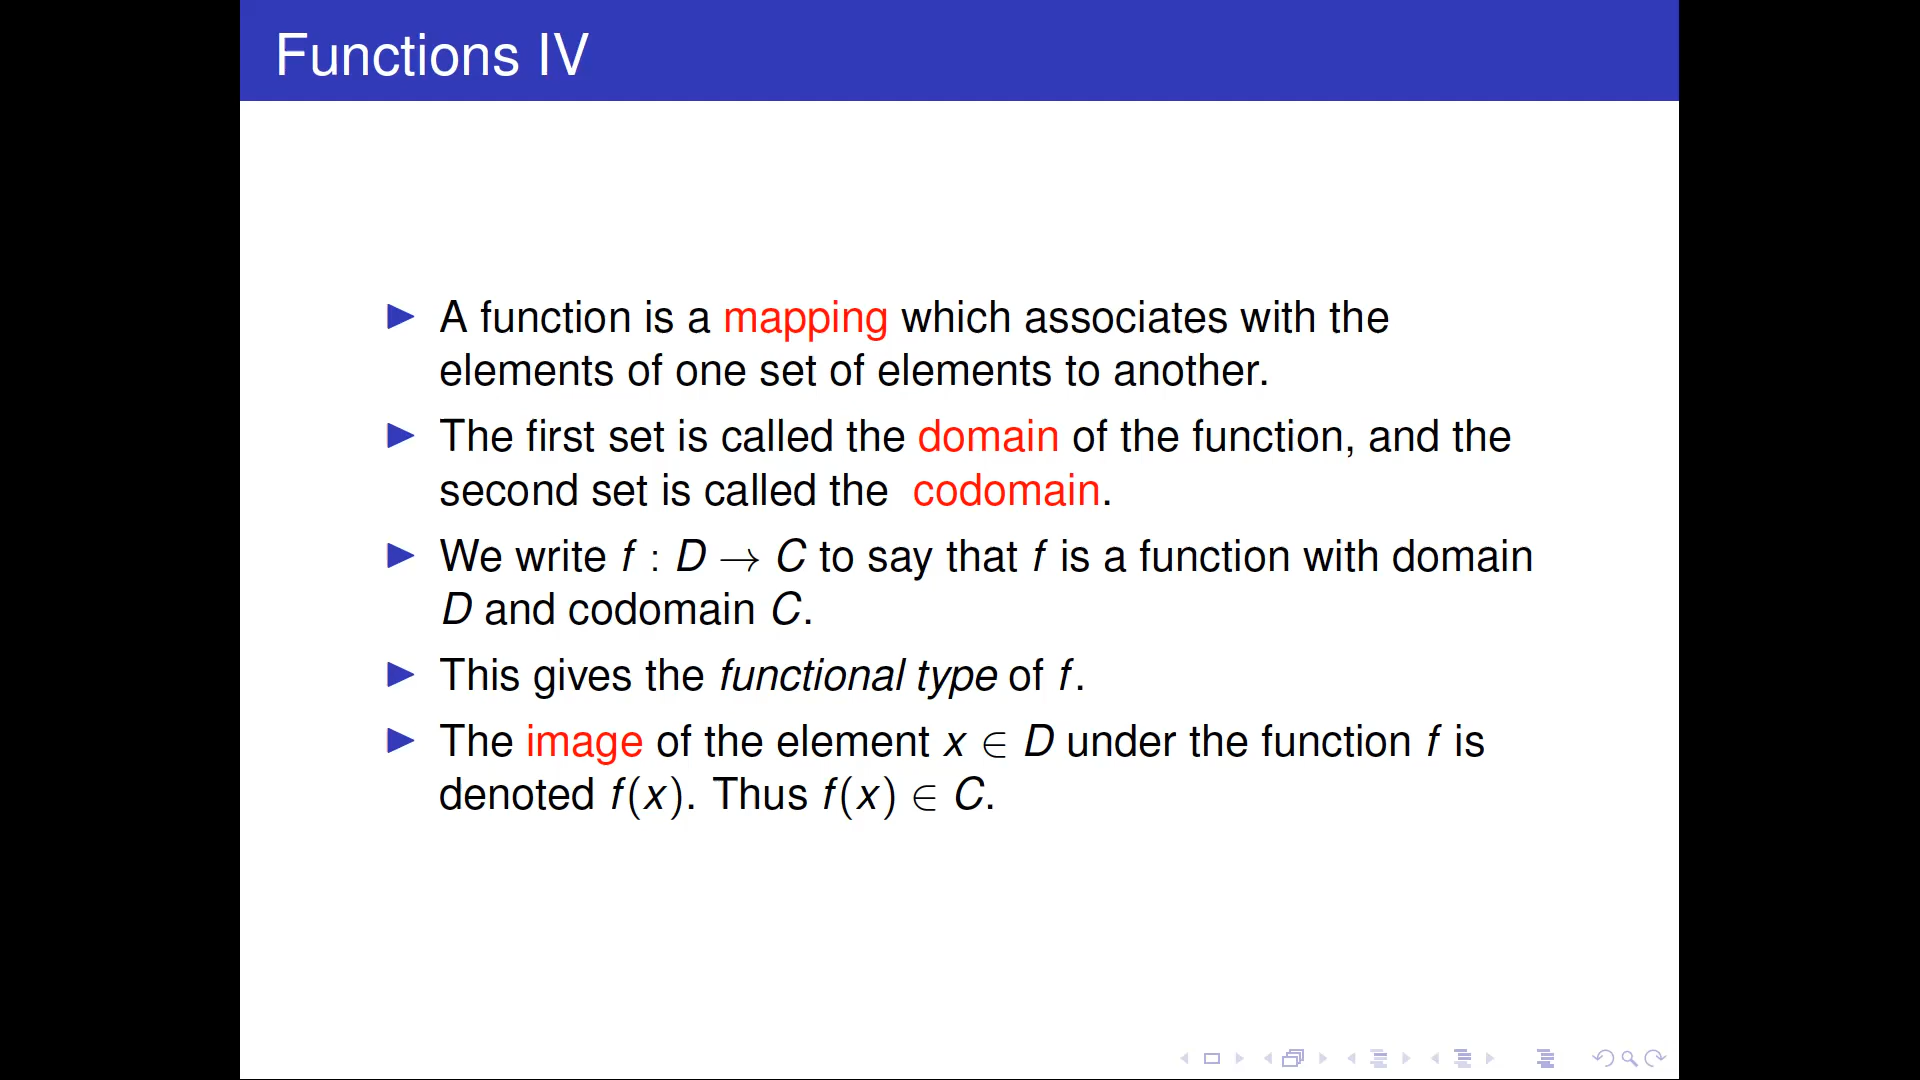 Functions IV
A function is a mapping which associates with the
elements of one set of elements to another.
The first set is called the domain of the function, and the
second set is called the codomain.
We write f : D → C to say that f is a function with domain
D and codomain C.
This gives the functional type of f.
The image of the element x ∈ D under the function f is
denoted f(x). Thus f(x) ∈ C.